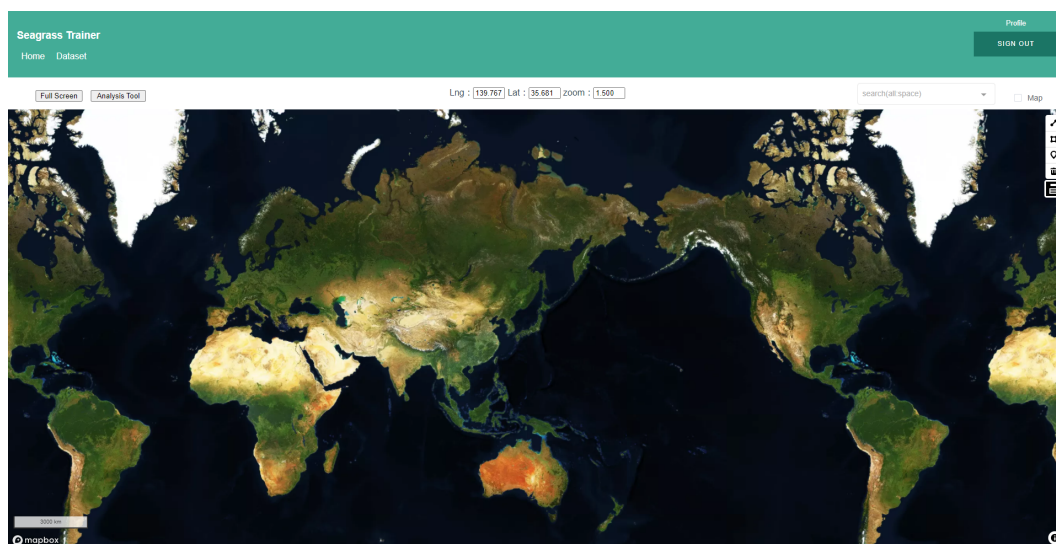 Profile
Seagrass Trainer
SIGN OUT
Home Dataset
Full Screen Analysis Tool Lng : 139.767 Lat : 35.681 zoom : 1.500 search(all space) Map
3000 km
mapbox